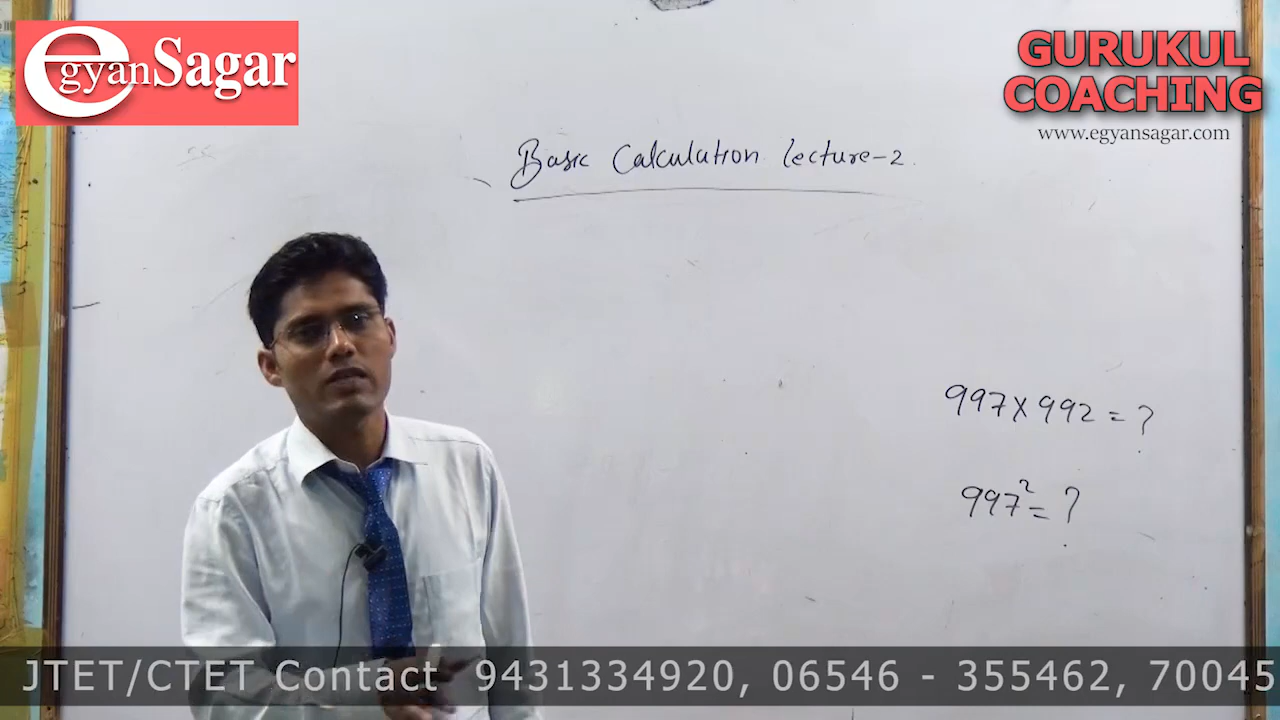 egyanSagar
GURUKUL
COACHING
www.egyansagar.com
Basic Calculation lecture-2.
997×992=?
997²=?
JTET/CTET Contact 9431334920, 06546 - 355462, 70045